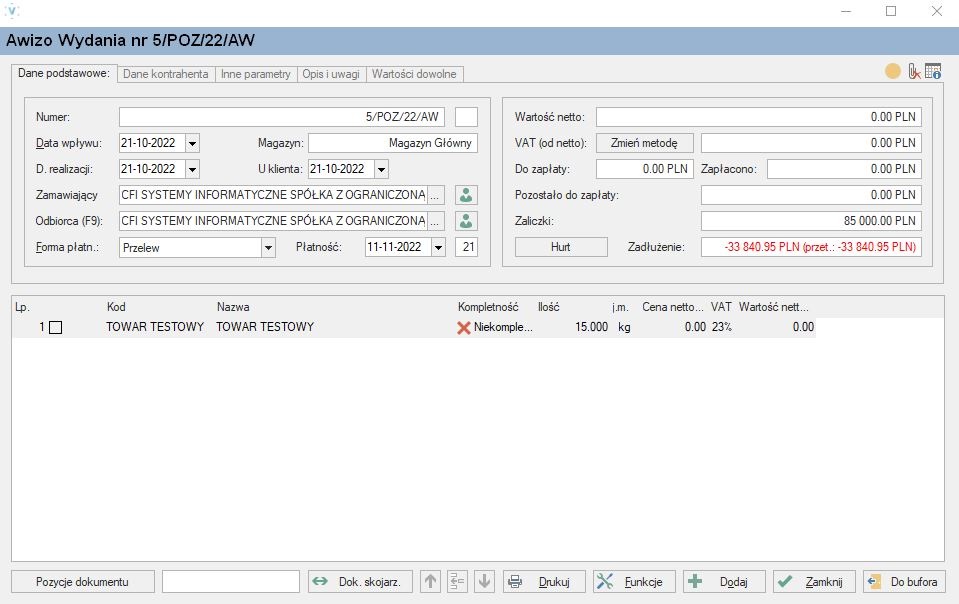 Awizo Wydania nr 5/POZ/22/AW
Dane podstawowe: Dane kontrahenta Inne parametry Opis i uwagi Wartości dowolne
Numer: 5/POZ/22/AW
Data wpływu: 21-10-2022 Magazyn: Magazyn Główny
D. realizacji: 21-10-2022 U klienta: 21-10-2022
Zamawiający CFI SYSTEMY INFORMATYCZNE SPÓŁKA Z OGRANICZONĄ ...
Odbiorca (F9): CFI SYSTEMY INFORMATYCZNE SPÓŁKA Z OGRANICZONĄ ...
Forma płatn.: Przelew Płatność: 11-11-2022 21
Wartość netto: 0.00 PLN
VAT (od netto): Zmień metodę 0.00 PLN
Do zapłaty: 0.00 PLN Zapłacono: 0.00 PLN
Pozostało do zapłaty: 0.00 PLN
Zaliczki: 85 000.00 PLN
Hurt Zadłużenie: -33 840.95 PLN (przet.: -33 840.95 PLN)
Lp. Kod Nazwa Kompletność Ilość j.m. Cena netto... VAT Wartość nett...
1 TOWAR TESTOWY TOWAR TESTOWY Niekomple... 15.000 kg 0.00 23% 0.00
Pozycje dokumentu Dok. skojarz. Drukuj Funkcje Dodaj Zamknij Do bufora